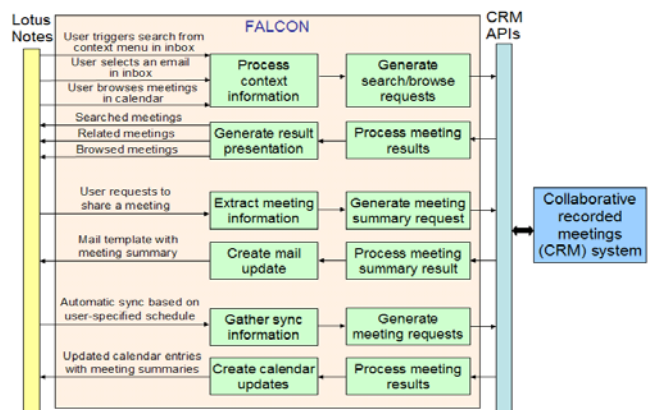 Lotus
Notes
FALCON
CRM
APIs
User triggers search from
context menu in inbox
User selects an email
in inbox
User browses meetings
in calendar
Process
context
information
Generate
search/browse
requests
Searched meetings
Related meetings
Browsed meetings
Generate result
presentation
Process meeting
results
User requests to
share a meeting
Extract meeting
information
Generate meeting
summary request
Collaborative
recorded
meetings
(CRM) system
Mail template with
meeting summary
Create mail
update
Process meeting
summary result
Automatic sync based on
user-specified schedule
Gather sync
information
Generate
meeting requests
Updated calendar entries
with meeting summaries
Create calendar
updates
Process meeting
results